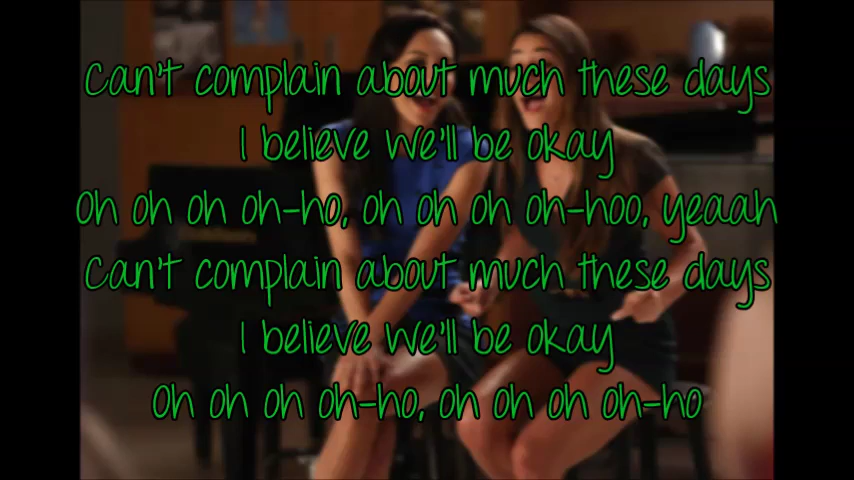 Can't complain about much these days
I believe we'll be okay
Oh oh oh oh-ho, oh oh oh oh-hoo, yeaah
Can't complain about much these days
I believe we'll be okay
Oh oh oh oh-ho, oh oh oh oh-ho